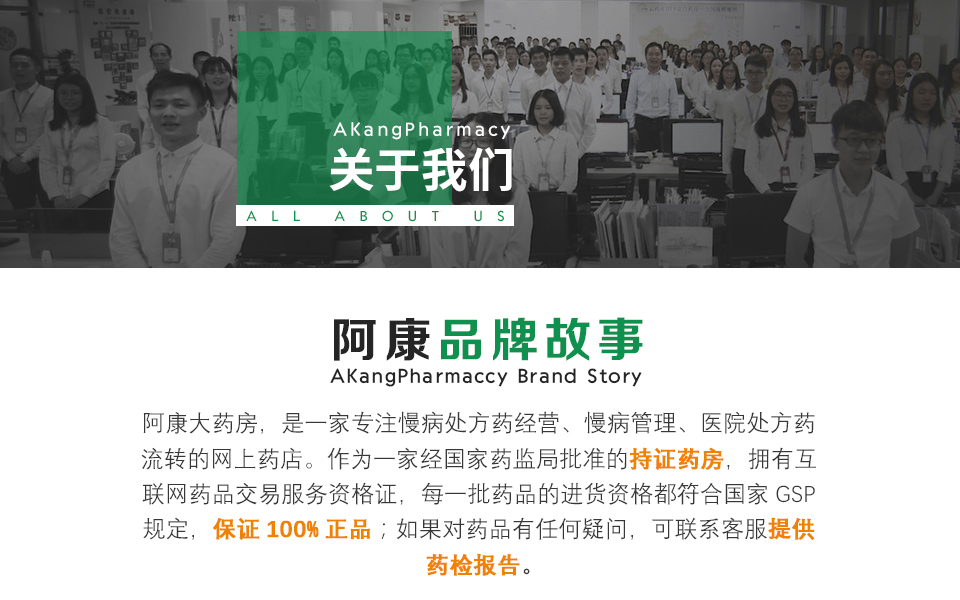 AKangPharmacy
关于我们
ALL ABOUT US
阿康品牌故事
AKangPharmaccy Brand Story
阿康大药房，是一家专注慢病处方药经营、慢病管理、医院处方药
流转的网上药店。作为一家经国家药监局批准的持证药房，拥有互
联网药品交易服务资格证，每一批药品的进货资格都符合国家 GSP
规定，保证 100% 正品；如果对药品有任何疑问，可联系客服提供
药检报告。